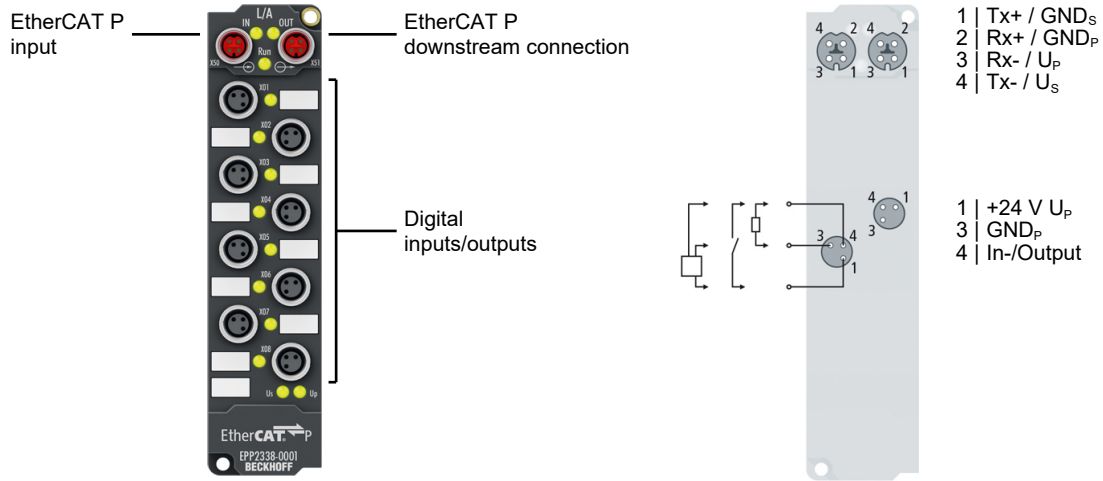 EtherCAT P
input
L/A
IN OUT
Run
X50 X51
X01
X02
X03
X04
X05
X06
X07
X08
Us Up
EtherCAT P
EPP2338-0001
BECKHOFF
EtherCAT P
downstream connection
Digital
inputs/outputs
4 2 4 2
3 1 3 1
4 1
3
3 4
1
1 | Tx+ / GNDS
2 | Rx+ / GNDP
3 | Rx- / UP
4 | Tx- / US
1 | +24 V UP
3 | GNDP
4 | In-/Output